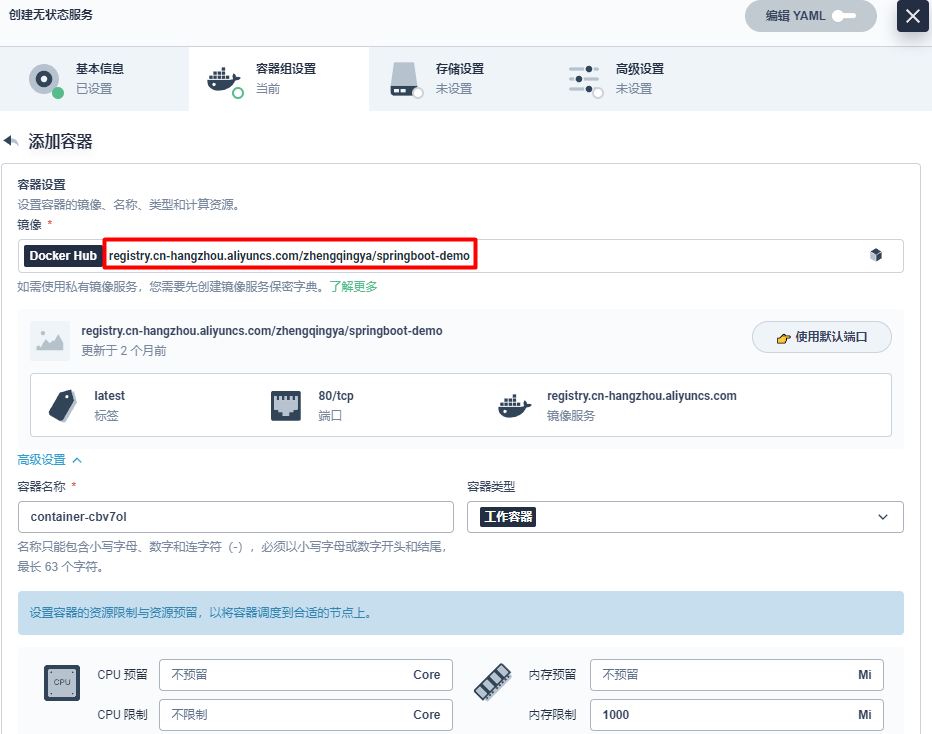 创建无状态服务
编辑 YAML
基本信息
已设置
容器组设置
当前
存储设置
未设置
高级设置
未设置
添加容器
容器设置
设置容器的镜像、名称、类型和计算资源。
镜像 *
Docker Hub registry.cn-hangzhou.aliyuncs.com/zhengqingya/springboot-demo
如需使用私有镜像服务，您需要先创建镜像服务保密字典。了解更多
registry.cn-hangzhou.aliyuncs.com/zhengqingya/springboot-demo
更新于 2 个月前
使用默认端口
latest
标签
80/tcp
端口
registry.cn-hangzhou.aliyuncs.com
镜像服务
高级设置
容器名称 *
container-cbv7ol
名称只能包含小写字母、数字和连字符（-），必须以小写字母或数字开头和结尾，
最长 63 个字符。
容器类型
工作容器
设置容器的资源限制与资源预留，以将容器调度到合适的节点上。
CPU
CPU 预留 不预留 Core
内存预留 不预留 Mi
CPU 限制 不限制 Core
内存限制 1000 Mi